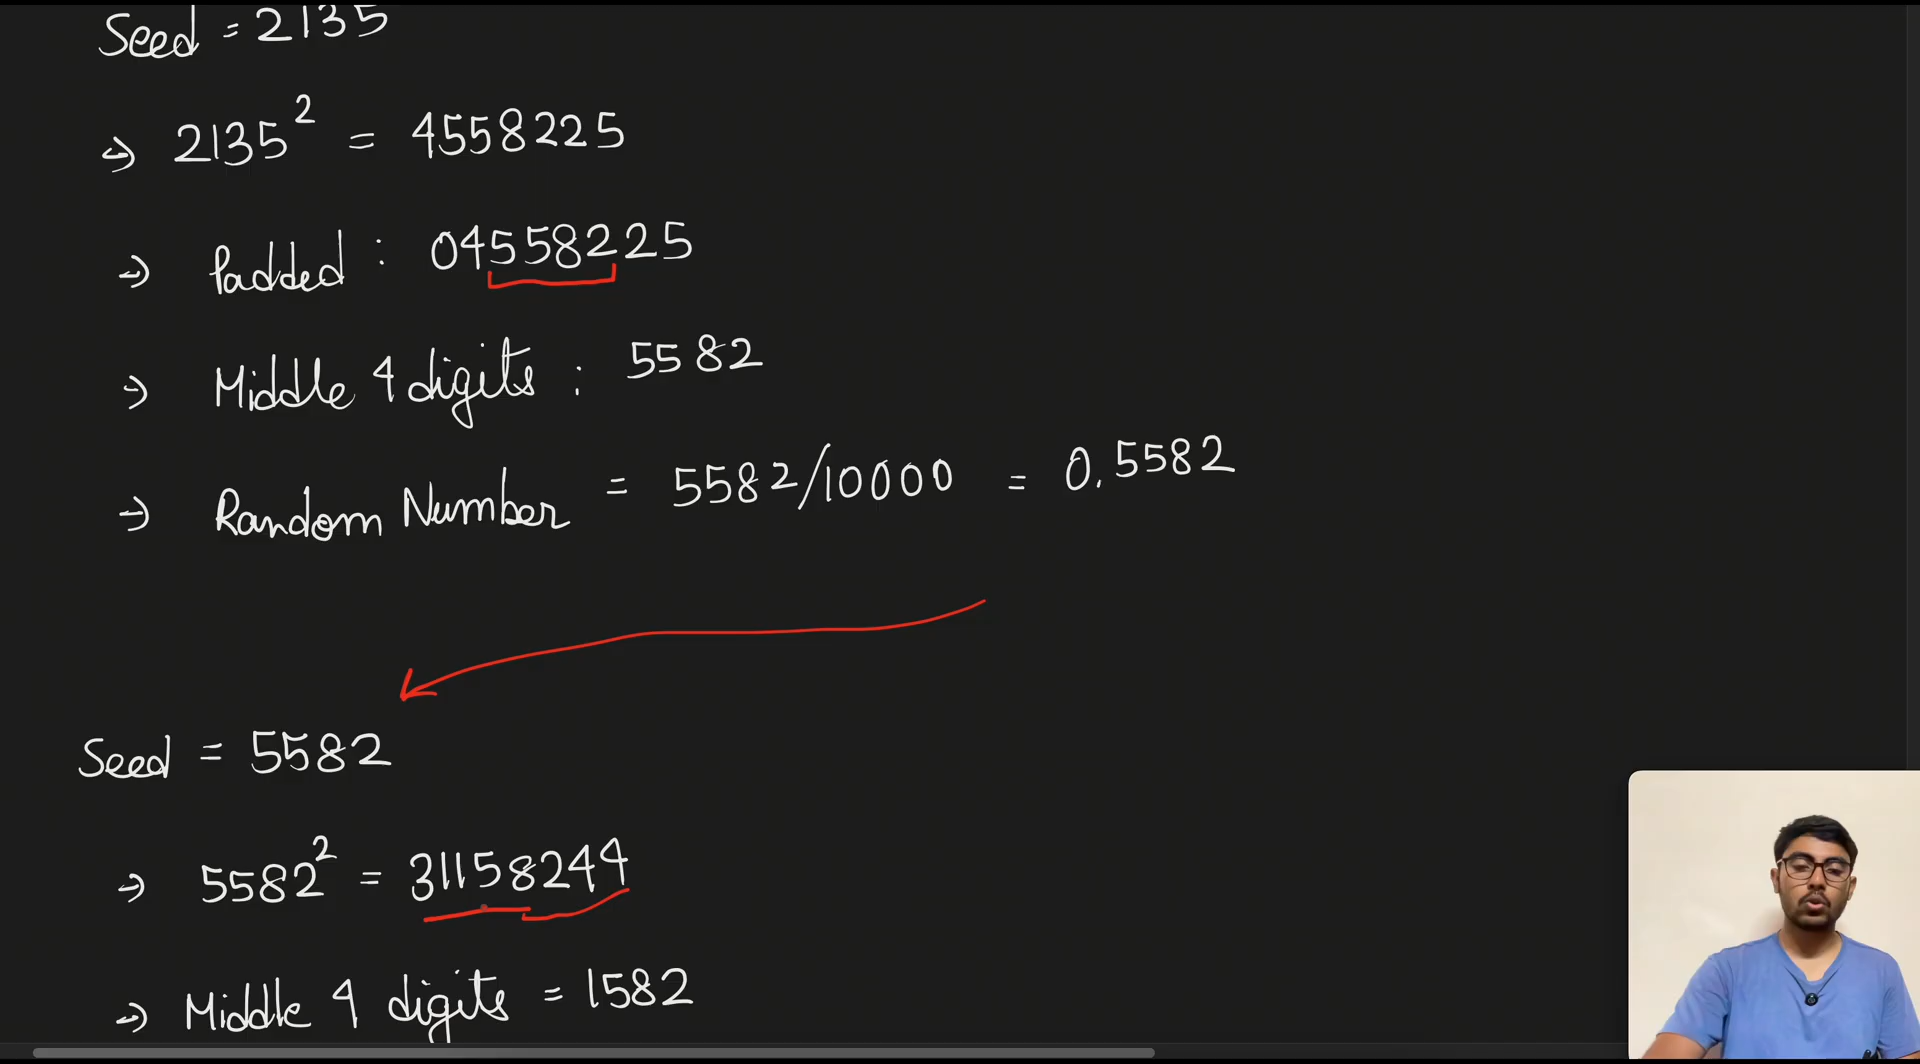 Seed = 2135
→ 2135² = 4558225
→ Padded : 04558225
→ Middle 4 digits : 5582
→ Random Number = 5582/10000 = 0.5582
Seed = 5582
→ 5582² = 31158244
→ Middle 4 digits = 1582